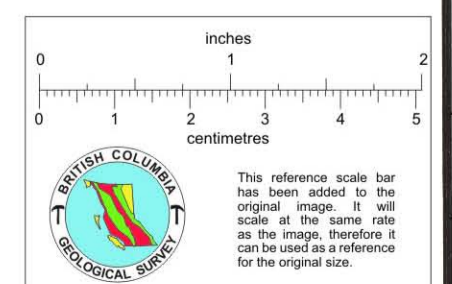 inches
0 1 2
0 1 2 3 4 5
centimetres
BRITISH COLUMBIA
GEOLOGICAL SURVEY
This reference scale bar
has been added to the
original image. It will
scale at the same rate
as the image, therefore it
can be used as a reference
for the original size.